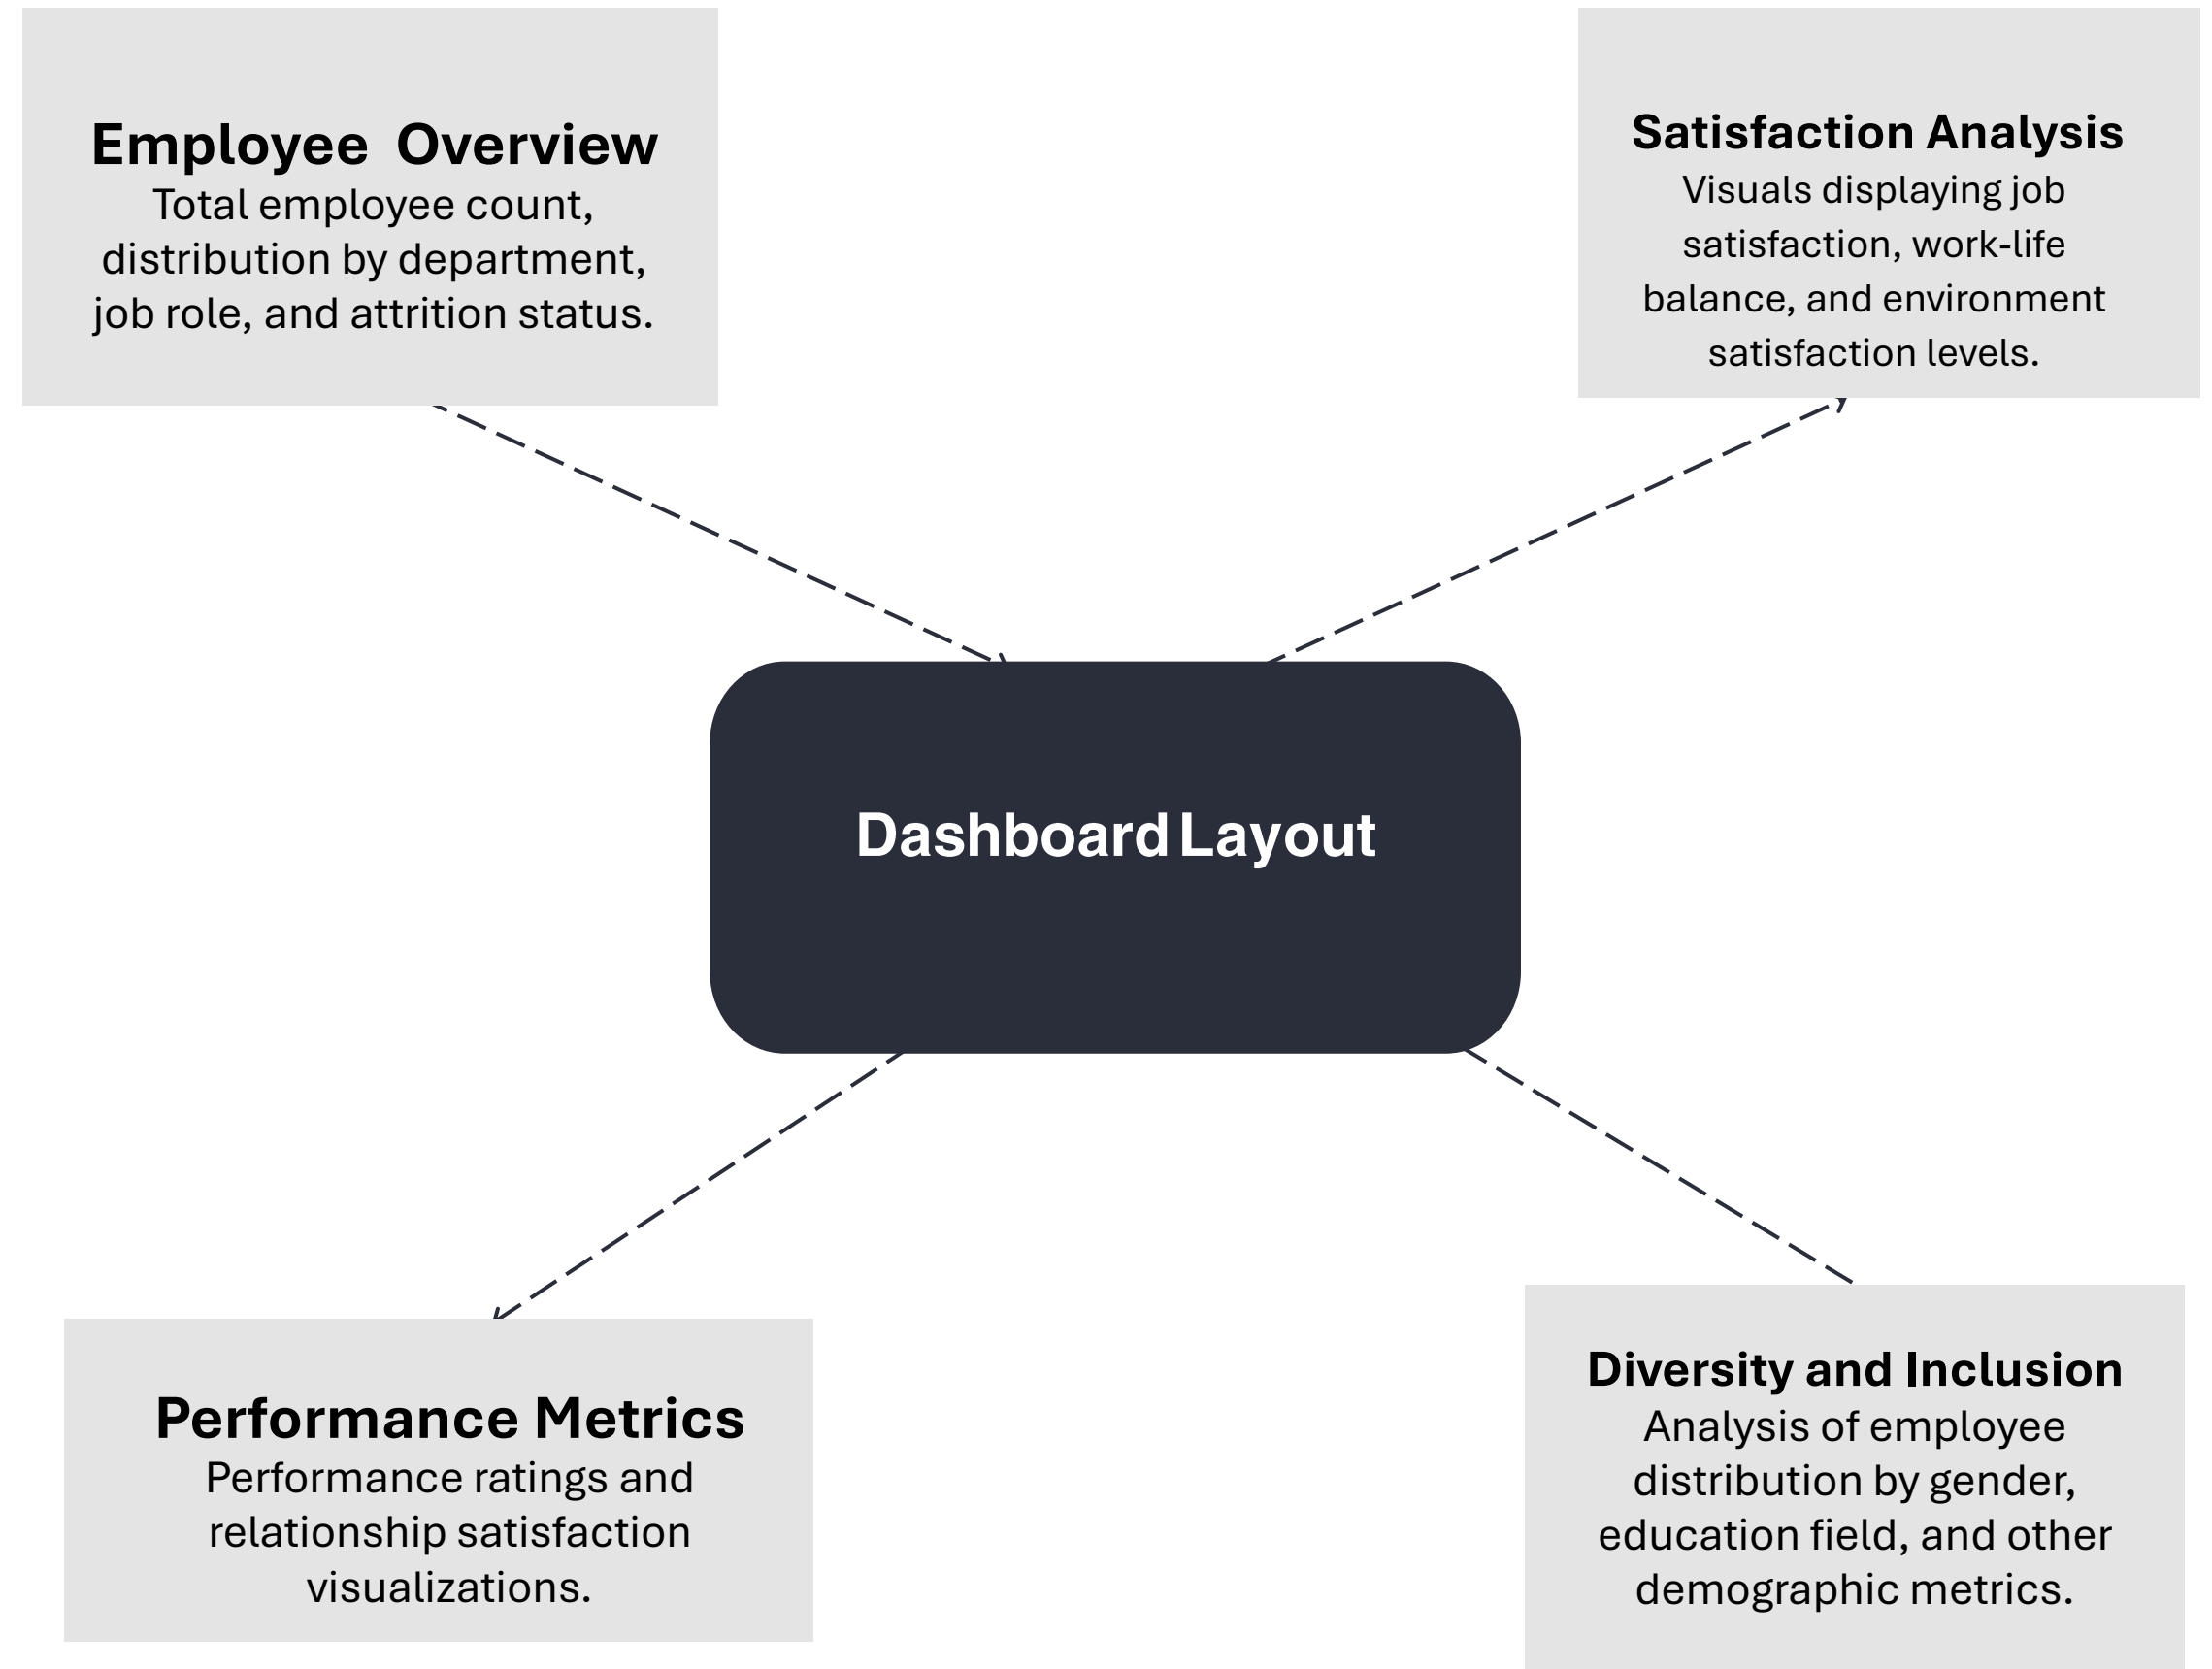 Employee  Overview
Total employee count,
distribution by department,
job role, and attrition status.
Satisfaction Analysis
Visuals displaying job
satisfaction, work-life
balance, and environment
satisfaction levels.
Dashboard Layout
Performance Metrics
Performance ratings and
relationship satisfaction
visualizations.
Diversity and Inclusion
Analysis of employee
distribution by gender,
education field, and other
demographic metrics.